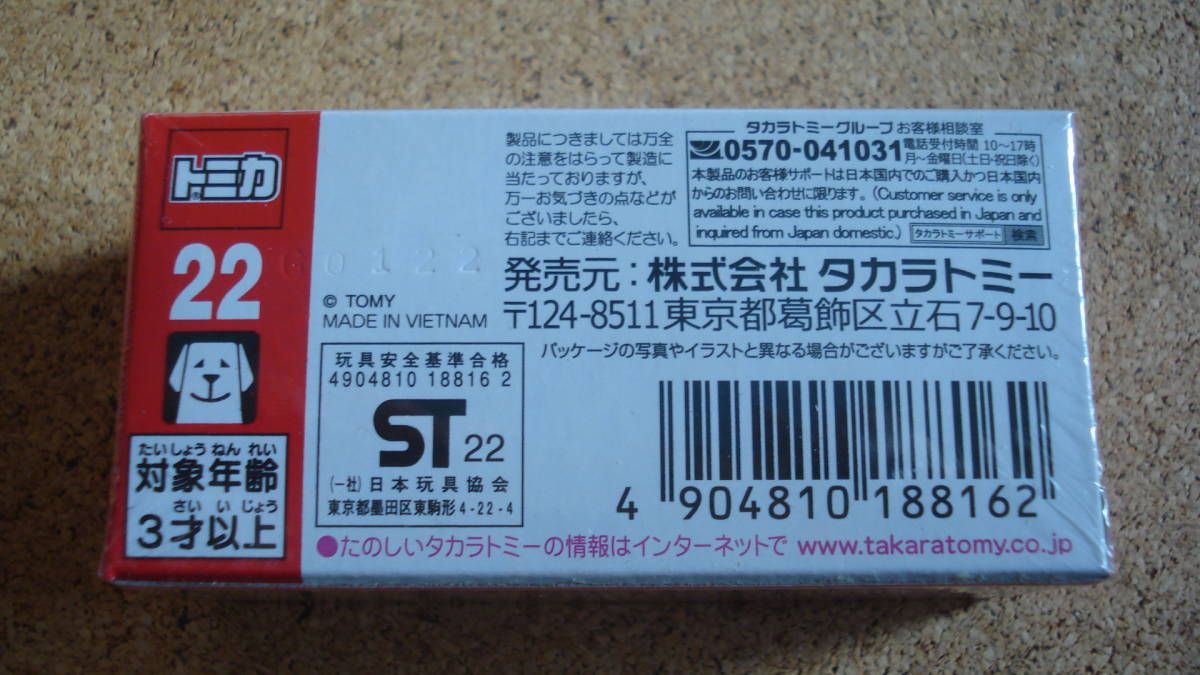 トミカ
®
22
たいしょうねんれい
対象年齢
さいいじょう
3才以上
製品につきましては万全
の注意をはらって製造に
当たっておりますが、
万一お気づきの点などが
ございましたら、
右記までご連絡ください。
タカラトミーグループ お客様相談室
0570-041031 電話受付時間 10～17時
月～金曜日(土日・祝日除く)
本製品のお客様サポートは日本国内でのご購入かつ日本国内
からのお問い合わせに限ります。(Customer service is only
available in case this product purchased in Japan and
inquired from Japan domestic.) タカラトミーサポート 検索
0122
© TOMY
MADE IN VIETNAM
発売元：株式会社 タカラトミー
〒124-8511 東京都葛飾区立石7-9-10
パッケージの写真やイラストと異なる場合がございますがご了承ください。
玩具安全基準合格
4904810 18816 2
ST 22
(一社)日本玩具協会
東京都墨田区東駒形4-22-4
4 904810 188162
●たのしいタカラトミーの情報はインターネットで www.takaratomy.co.jp